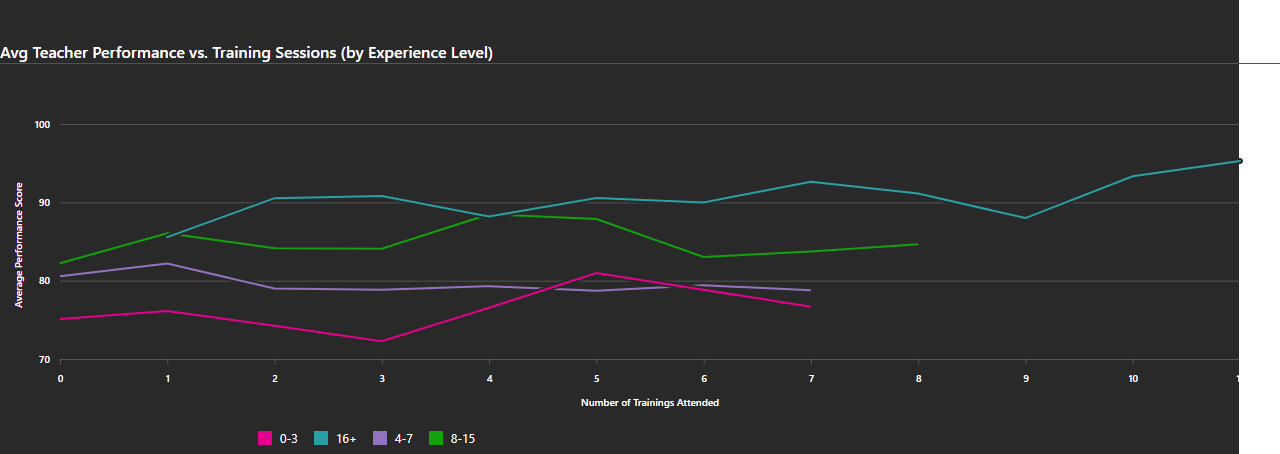 Avg Teacher Performance vs. Training Sessions (by Experience Level)
100
90
80
70
Average Performance Score
0 1 2 3 4 5 6 7 8 9 10
Number of Trainings Attended
0-3 16+ 4-7 8-15